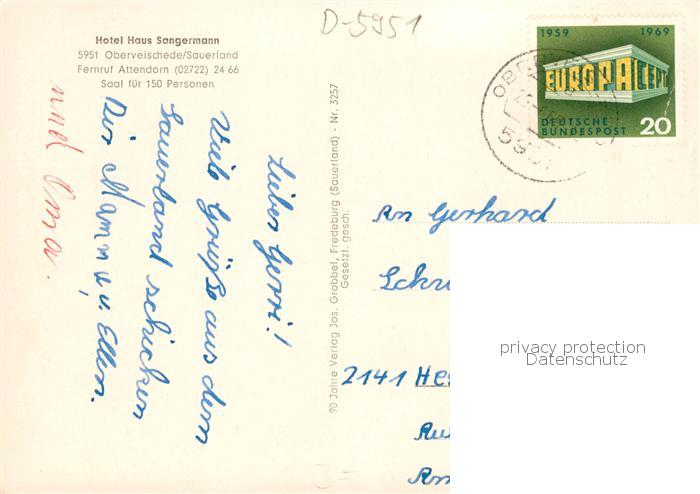 D-5951
Hotel Haus Sangermann
5951 Oberveischede/Sauerland
Fernruf Attendorn (02722) 24 66
Saal für 150 Personen
Lieber Gerri!
Viele Grüße aus dem
Sauerland schicken
Dir Mamma u. Ellen.
und Oma.
90 Jahre Verlag Jos. Grobbel, Fredeburg (Sauerland) - Nr. 3257
Gesetzl. gesch.
1959 1969
EUROPA CEPT
DEUTSCHE
BUNDESPOST 20
An Gerhard
2141 Hes
privacy protection
Datenschutz